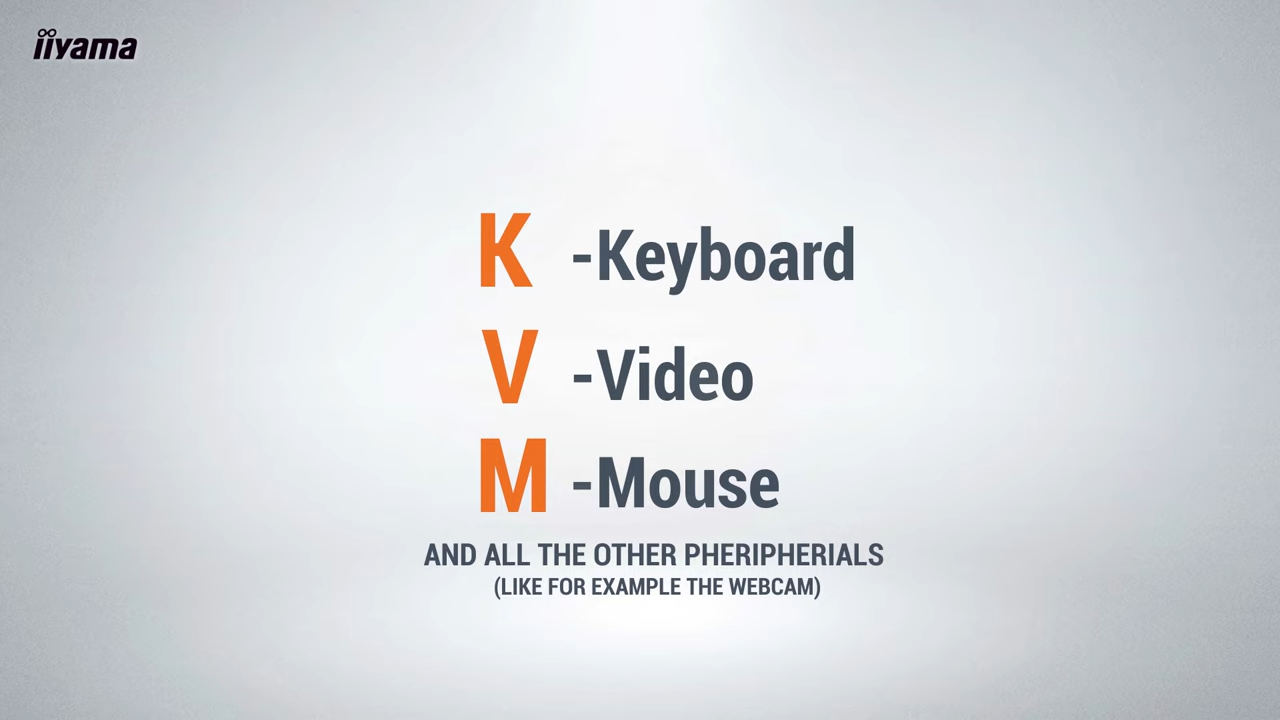 iiyama
K -Keyboard
V -Video
M -Mouse
AND ALL THE OTHER PHERIPHERIALS
(LIKE FOR EXAMPLE THE WEBCAM)